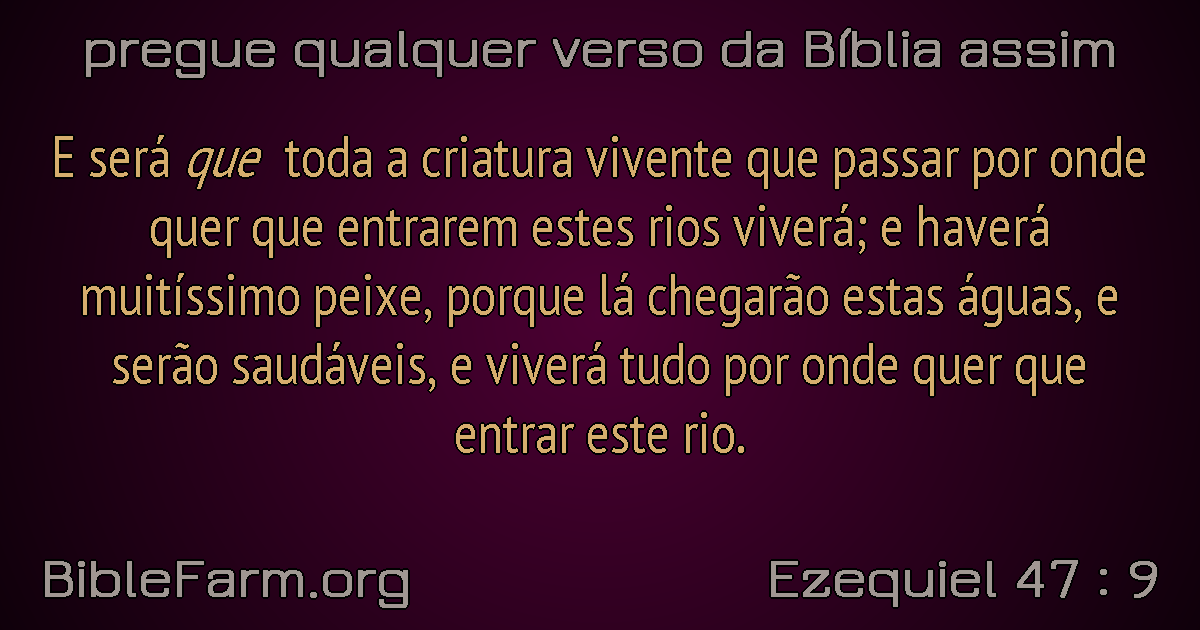 pregue qualquer verso da Bíblia assim
E será que toda a criatura vivente que passar por onde
quer que entrarem estes rios viverá; e haverá
muitíssimo peixe, porque lá chegarão estas águas, e
serão saudáveis, e viverá tudo por onde quer que
entrar este rio.
BibleFarm.org
Ezequiel 47 : 9